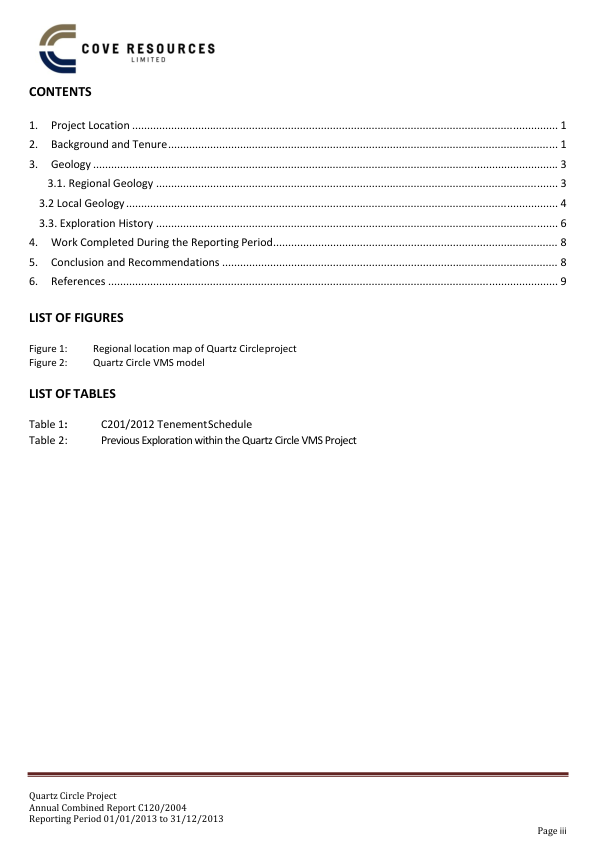 COVE RESOURCES
LIMITED
CONTENTS
1. Project Location ........................................................................................................ 1
2. Background and Tenure........................................................................................................ 1
3. Geology ........................................................................................................ 3
3.1. Regional Geology ........................................................................................................ 3
3.2 Local Geology ........................................................................................................ 4
3.3. Exploration History ........................................................................................................ 6
4. Work Completed During the Reporting Period........................................................................ 8
5. Conclusion and Recommendations ........................................................................................ 8
6. References ........................................................................................................ 9
LIST OF FIGURES
Figure 1: Regional location map of Quartz Circleproject
Figure 2: Quartz Circle VMS model
LIST OF TABLES
Table 1: C201/2012 TenementSchedule
Table 2: Previous Exploration within the Quartz Circle VMS Project
Quartz Circle Project
Annual Combined Report C120/2004
Reporting Period 01/01/2013 to 31/12/2013
Page iii